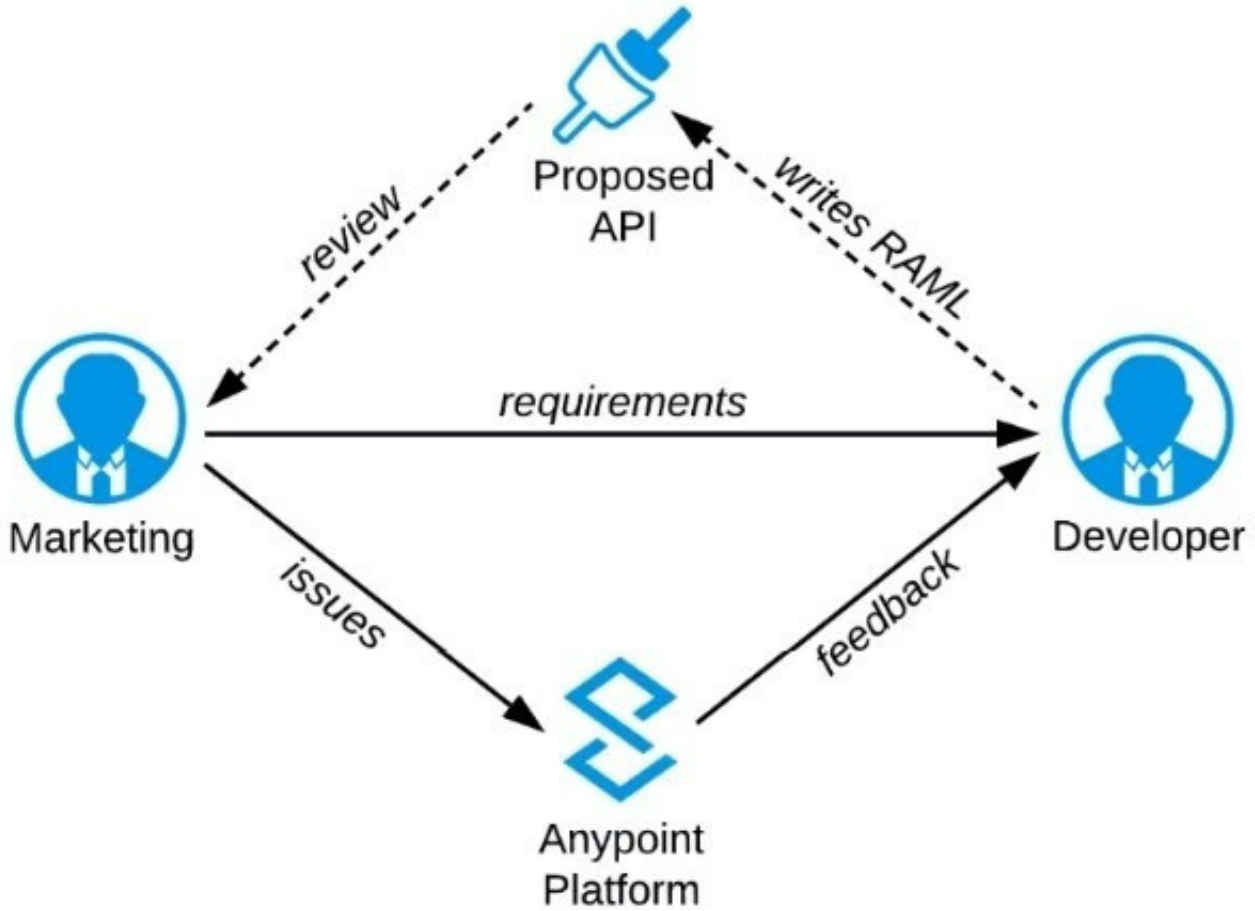 Proposed
API
review
writes RAML
requirements
Marketing
Developer
issues
feedback
Anypoint
Platform